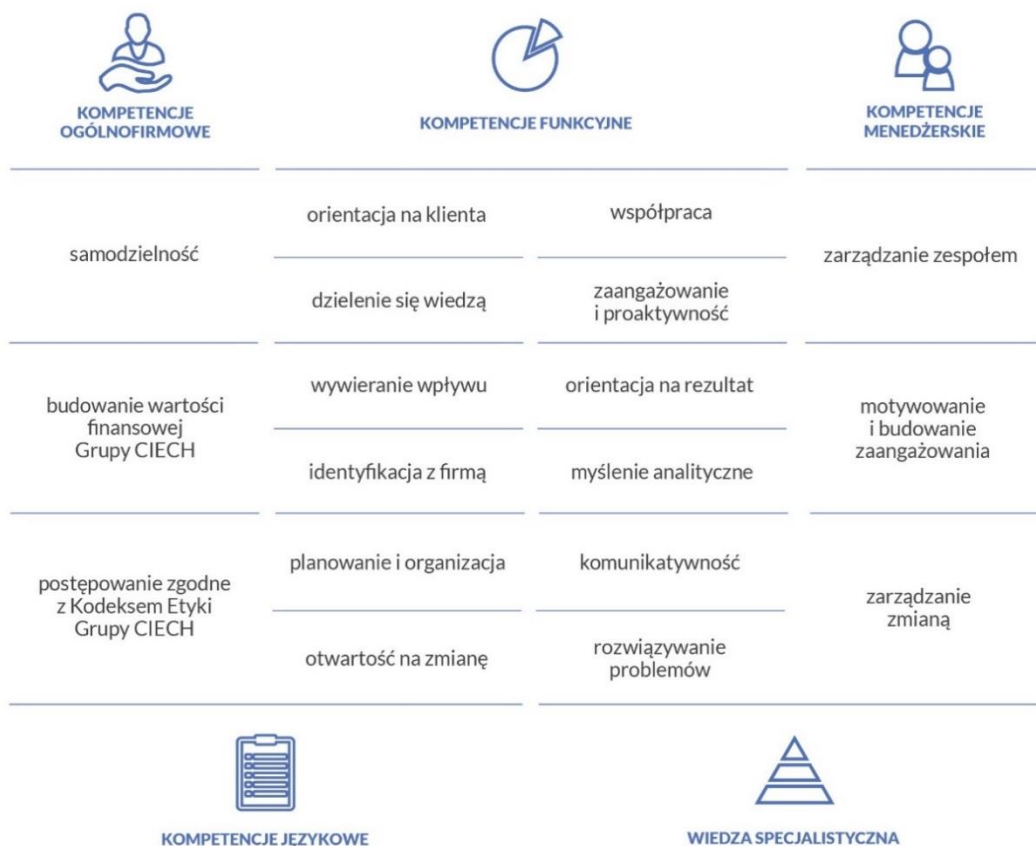 KOMPETENCJE
OGÓLNOFIRMOWE
KOMPETENCJE FUNKCYJNE
KOMPETENCJE
MENEDŻERSKIE
samodzielność
orientacja na klienta
współpraca
dzielenie się wiedzą
zaangażowanie
i proaktywność
zarządzanie zespołem
budowanie wartości
finansowej
Grupy CIECH
wywieranie wpływu
orientacja na rezultat
identyfikacja z firmą
myślenie analityczne
motywowanie
i budowanie
zaangażowania
postępowanie zgodne
z Kodeksem Etyki
Grupy CIECH
planowanie i organizacja
komunikatywność
otwartość na zmianę
rozwiązywanie
problemów
zarządzanie
zmianą
KOMPETENCJE JĘZYKOWE
WIEDZA SPECJALISTYCZNA